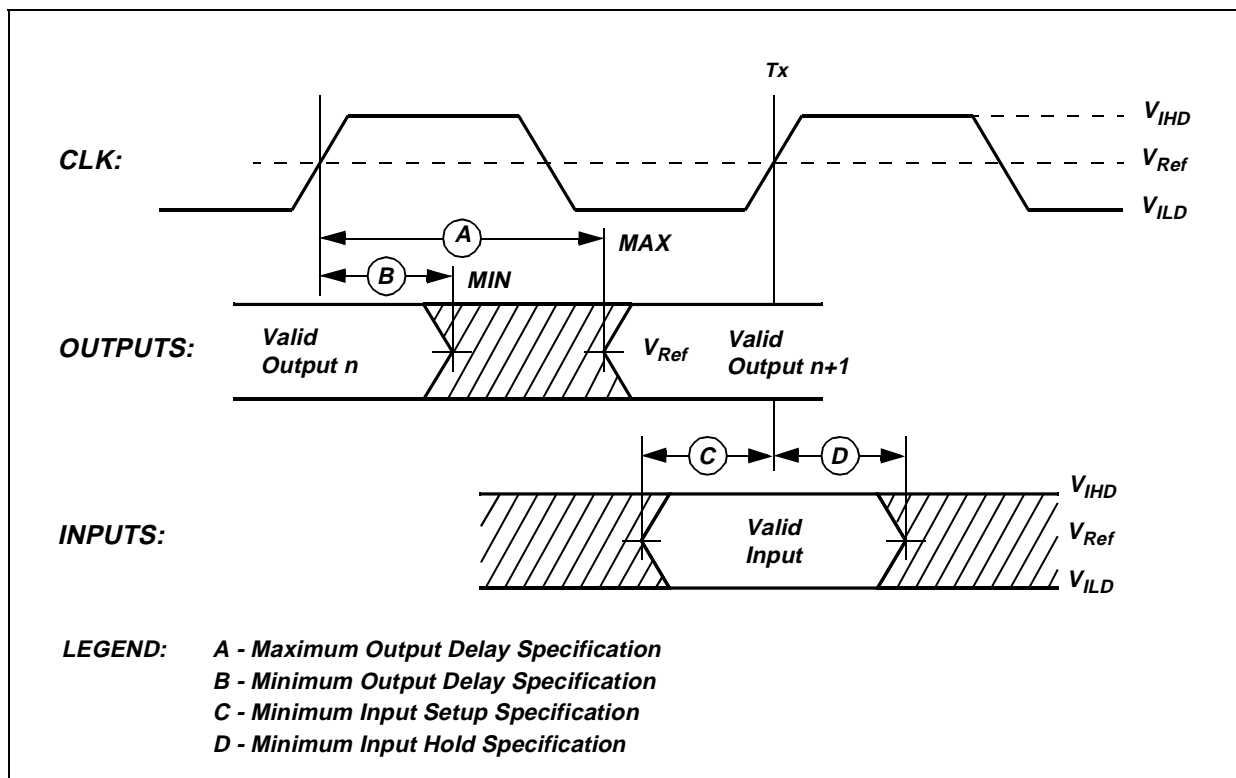 Tx
CLK:
V_IHD
V_Ref
V_ILD
A
MAX
B
MIN
OUTPUTS:
Valid
Output n
V_Ref
Valid
Output n+1
C
D
INPUTS:
Valid
Input
V_IHD
V_Ref
V_ILD
LEGEND:
A - Maximum Output Delay Specification
B - Minimum Output Delay Specification
C - Minimum Input Setup Specification
D - Minimum Input Hold Specification